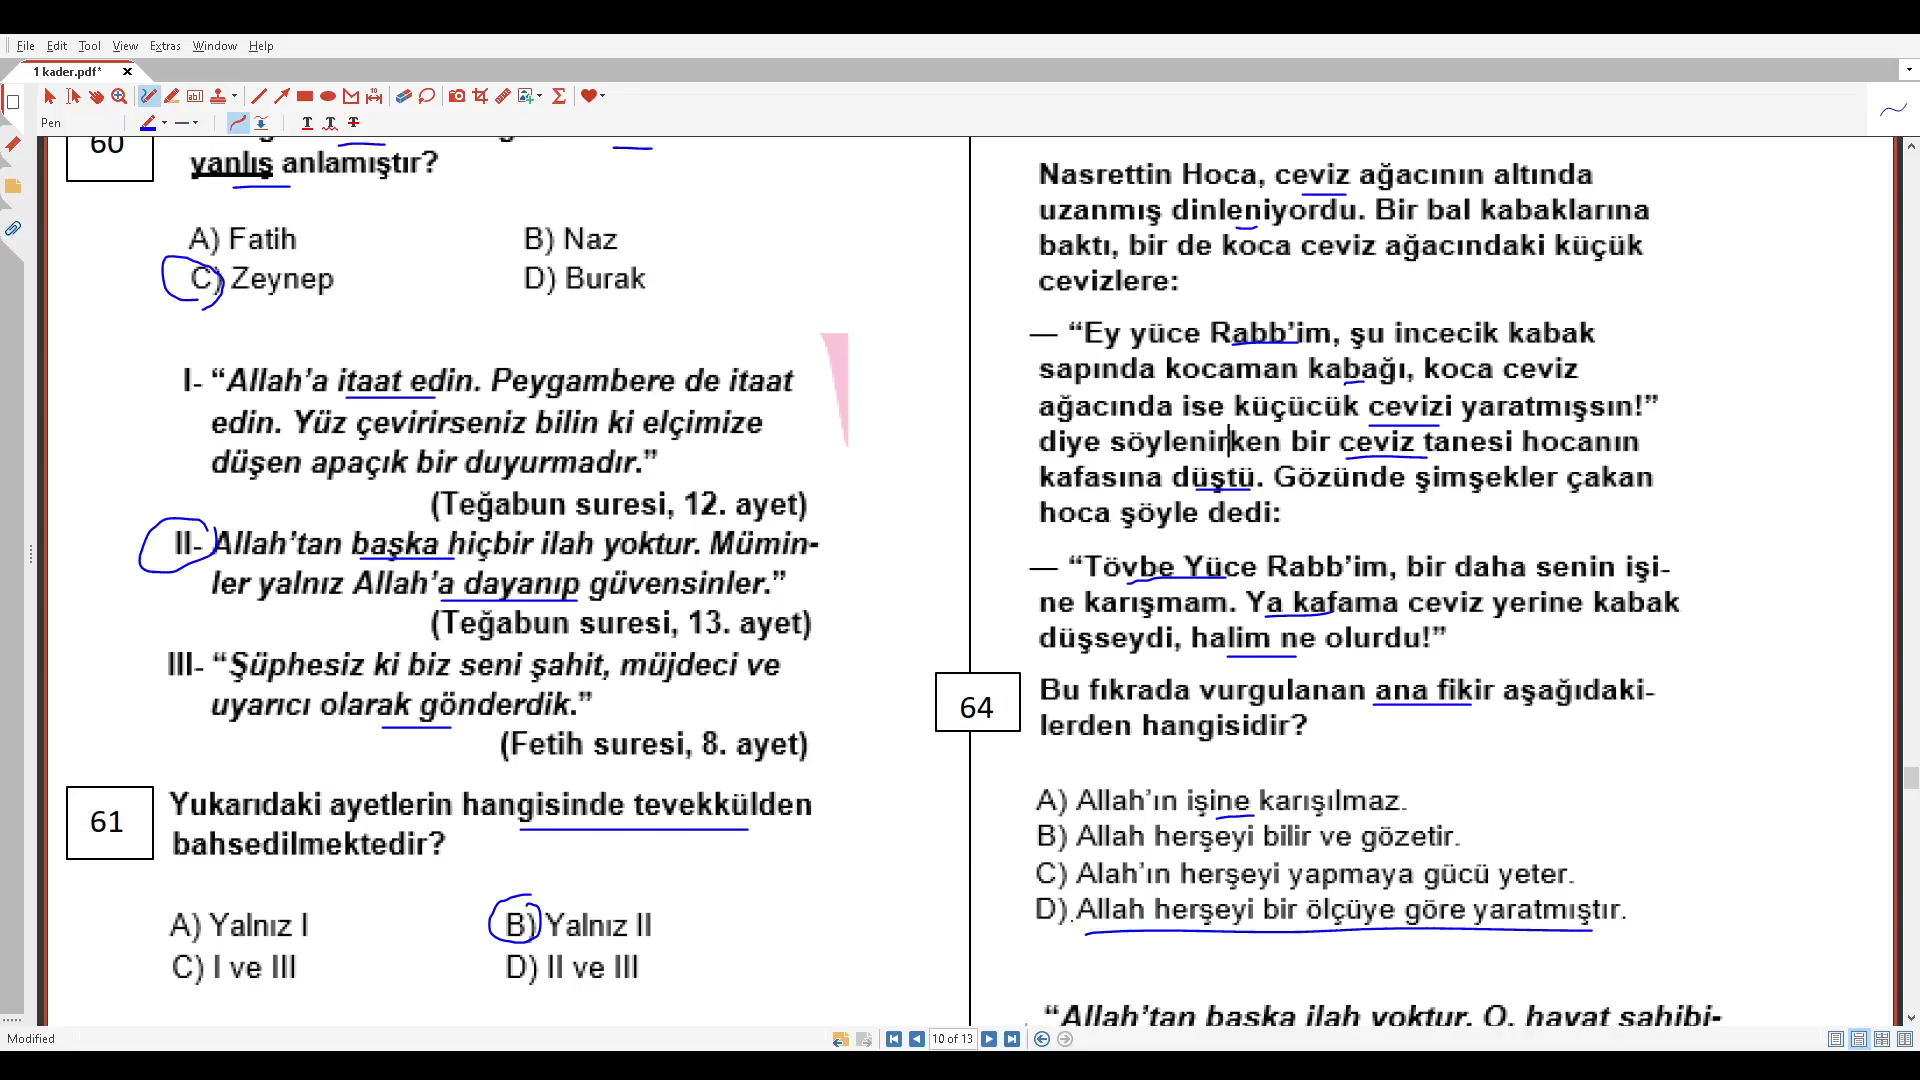 File Edit Tool View Extras Window Help
1 kader.pdf*
Pen
60
yanlış anlamıştır?
A) Fatih
B) Naz
C) Zeynep
D) Burak
I- “Allah’a itaat edin. Peygambere de itaat
edin. Yüz çevirirseniz bilin ki elçimize
düşen apaçık bir duyurmadır.”
(Teğabun suresi, 12. ayet)
II- Allah’tan başka hiçbir ilah yoktur. Mümin-
ler yalnız Allah’a dayanıp güvensinler.”
(Teğabun suresi, 13. ayet)
III- “Şüphesiz ki biz seni şahit, müjdeci ve
uyarıcı olarak gönderdik.”
(Fetih suresi, 8. ayet)
61
Yukarıdaki ayetlerin hangisinde tevekkülden
bahsedilmektedir?
A) Yalnız I
B) Yalnız II
C) I ve III
D) II ve III
Nasrettin Hoca, ceviz ağacının altında
uzanmış dinleniyordu. Bir bal kabaklarına
baktı, bir de koca ceviz ağacındaki küçük
cevizlere:
— “Ey yüce Rabb’im, şu incecik kabak
sapında kocaman kabağı, koca ceviz
ağacında ise küçücük cevizi yaratmışsın!”
diye söylenirken bir ceviz tanesi hocanın
kafasına düştü. Gözünde şimşekler çakan
hoca şöyle dedi:
— “Tövbe Yüce Rabb’im, bir daha senin işi-
ne karışmam. Ya kafama ceviz yerine kabak
düşseydi, halim ne olurdu!”
64
Bu fıkrada vurgulanan ana fikir aşağıdaki-
lerden hangisidir?
A) Allah’ın işine karışılmaz.
B) Allah herşeyi bilir ve gözetir.
C) Alah’ın herşeyi yapmaya gücü yeter.
D) Allah herşeyi bir ölçüye göre yaratmıştır.
“Allah’tan başka ilah yoktur. O, hayat sahibi-
Modified
10 of 13